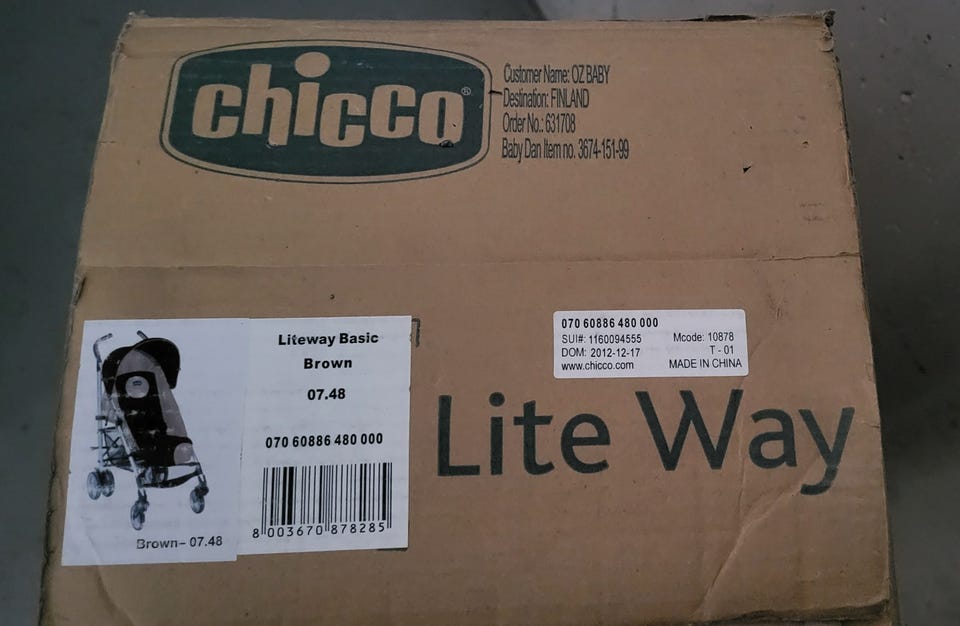 chicco®
Customer Name: OZ BABY
Destination: FINLAND
Order No.: 631708
Baby Dan Item no. 3674-151-99
070 60886 480 000
SUI#: 1160094555 Mcode: 10878
DOM: 2012-12-17 T - 01
www.chicco.com MADE IN CHINA
Lite Way
Liteway Basic
Brown
07.48
070 60886 480 000
8 003670 878285
Brown– 07.48